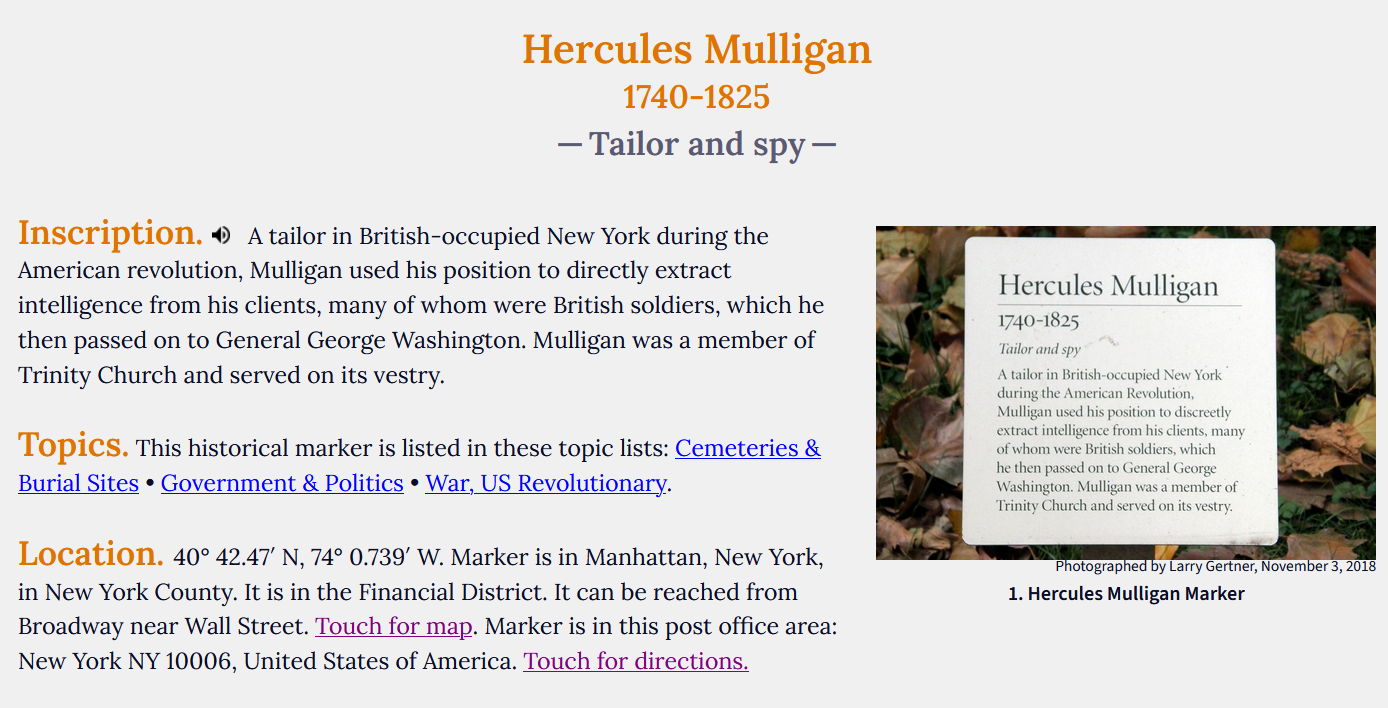 Hercules Mulligan
1740-1825
— Tailor and spy —
Inscription. A tailor in British-occupied New York during the
American revolution, Mulligan used his position to directly extract
intelligence from his clients, many of whom were British soldiers, which he
then passed on to General George Washington. Mulligan was a member of
Trinity Church and served on its vestry.
Topics. This historical marker is listed in these topic lists: Cemeteries &
Burial Sites • Government & Politics • War, US Revolutionary.
Location. 40° 42.47′ N, 74° 0.739′ W. Marker is in Manhattan, New York,
in New York County. It is in the Financial District. It can be reached from
Broadway near Wall Street. Touch for map. Marker is in this post office area:
New York NY 10006, United States of America. Touch for directions.
Hercules Mulligan
1740-1825
Tailor and spy
A tailor in British-occupied New York
during the American Revolution,
Mulligan used his position to discreetly
extract intelligence from his clients, many
of whom were British soldiers, which
he then passed on to General George
Washington. Mulligan was a member of
Trinity Church and served on its vestry.
Photographed by Larry Gertner, November 3, 2018
1. Hercules Mulligan Marker